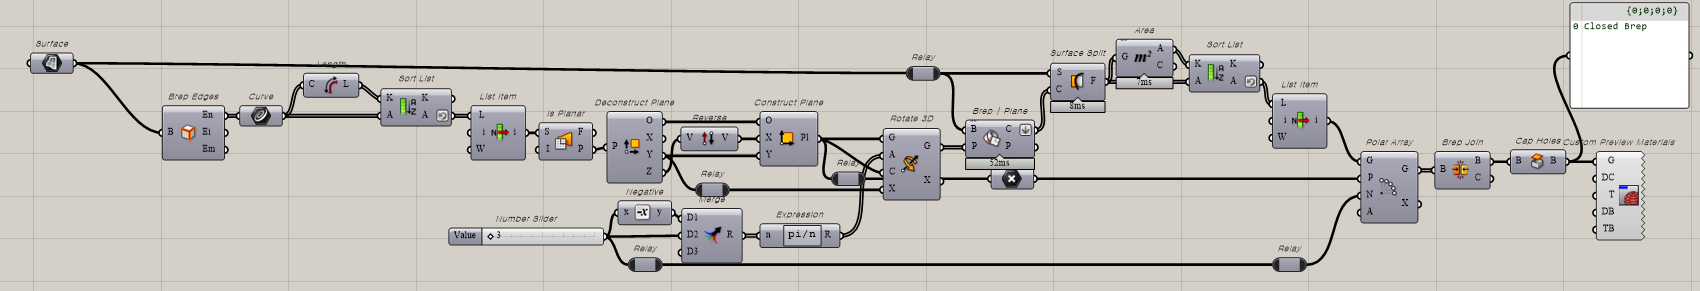 {0;0;0;0}
0 Closed Brep
Surface
Relay
Surface Split
S
C
F
8ms
Area
G
A
C
7ms
Sort List
K
A
K
A
List Item
L
i
W
i
Length
C
L
Brep Edges
B
En
Ei
Em
Curve
Sort List
K
A
K
A
List Item
L
i
W
i
Is Planar
S
I
F
P
Deconstruct Plane
P
O
X
Y
Z
Reverse
V
V
Construct Plane
O
X
Y
Pl
Relay
Relay
Rotate 3D
G
A
C
X
G
X
Brep | Plane
B
P
C
P
52ms
Polar Array
G
P
N
A
G
X
Brep Join
B
B
C
Cap Holes
B
B
Custom Preview Materials
G
DC
T
DB
TB
Number Slider
Value
3
Negative
x
-x
y
Merge
D1
D2
D3
R
Expression
n
pi/n
R
Relay
Relay